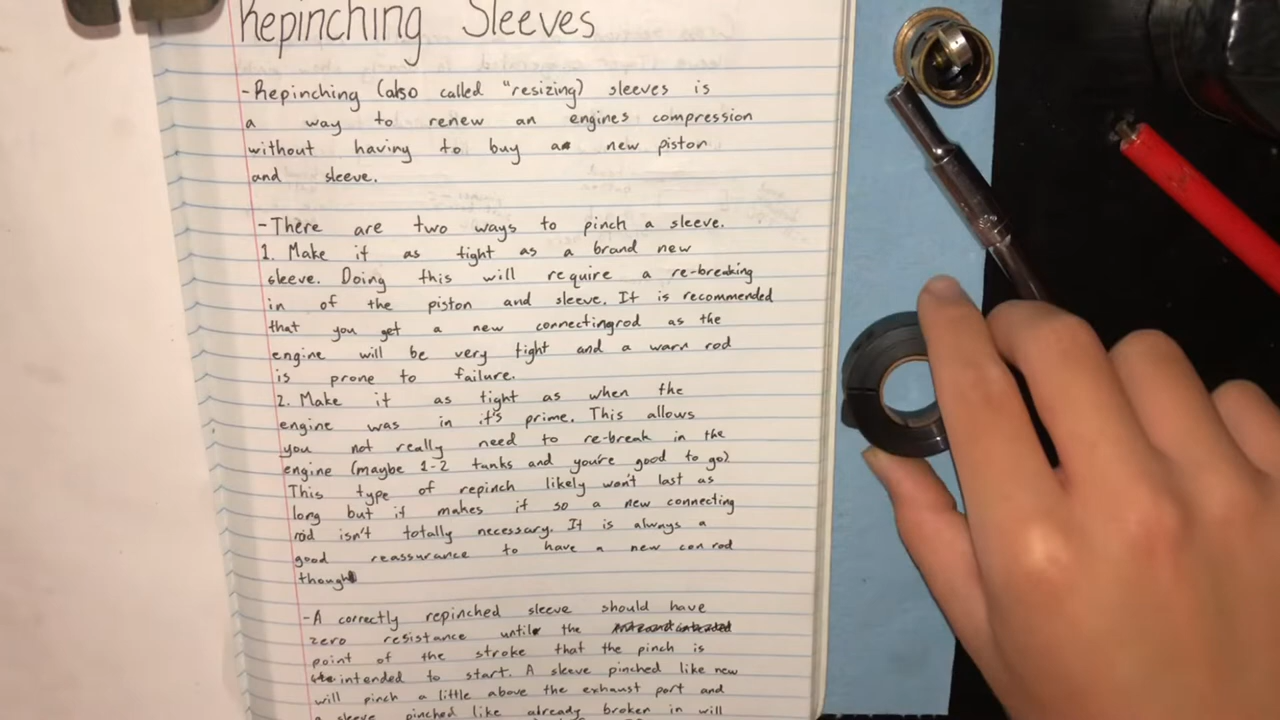 Repinching Sleeves
-Repinching (also called "resizing) sleeves is
a way to renew an engines compression
without having to buy a new piston
and sleeve.
-There are two ways to pinch a sleeve.
1. Make it as tight as a brand new
sleeve. Doing this will require a re-breaking
in of the piston and sleeve. It is recommended
that you get a new connectingrod as the
engine will be very tight and a warn rod
is prone to failure.
2. Make it as tight as when the
engine was in it's prime. This allows
you not really need to re-break in the
engine (maybe 1-2 tanks and you're good to go)
This type of repinch likely won't last as
long but it makes it so a new connecting
rod isn't totally necessary. It is always a
good reassurance to have a new con rod
though
-A correctly repinched sleeve should have
zero resistance until the
point of the stroke that the pinch is
intended to start. A sleeve pinched like new
will pinch a little above the exhaust port and
a sleeve pinched like already broken in will